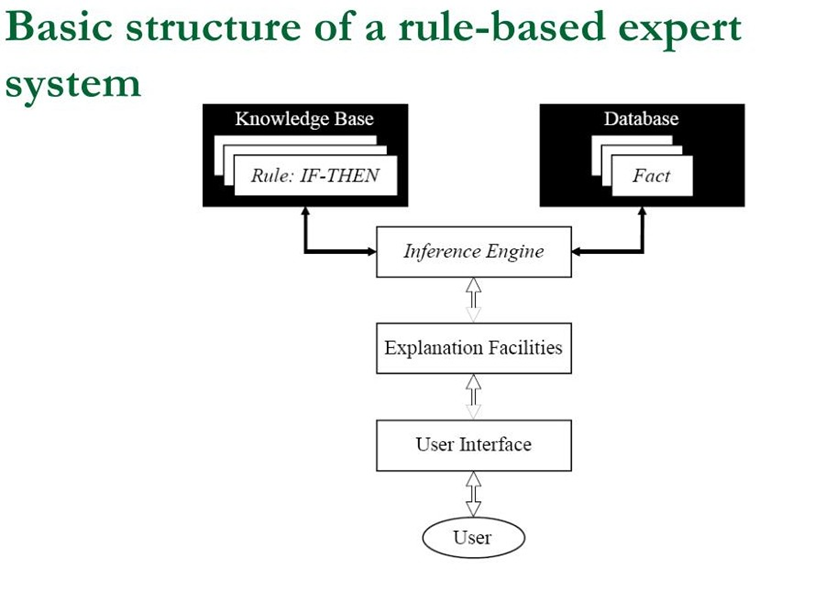 Basic structure of a rule-based expert
system
Knowledge Base
Database
Rule: IF-THEN
Fact
Inference Engine
Explanation Facilities
User Interface
User